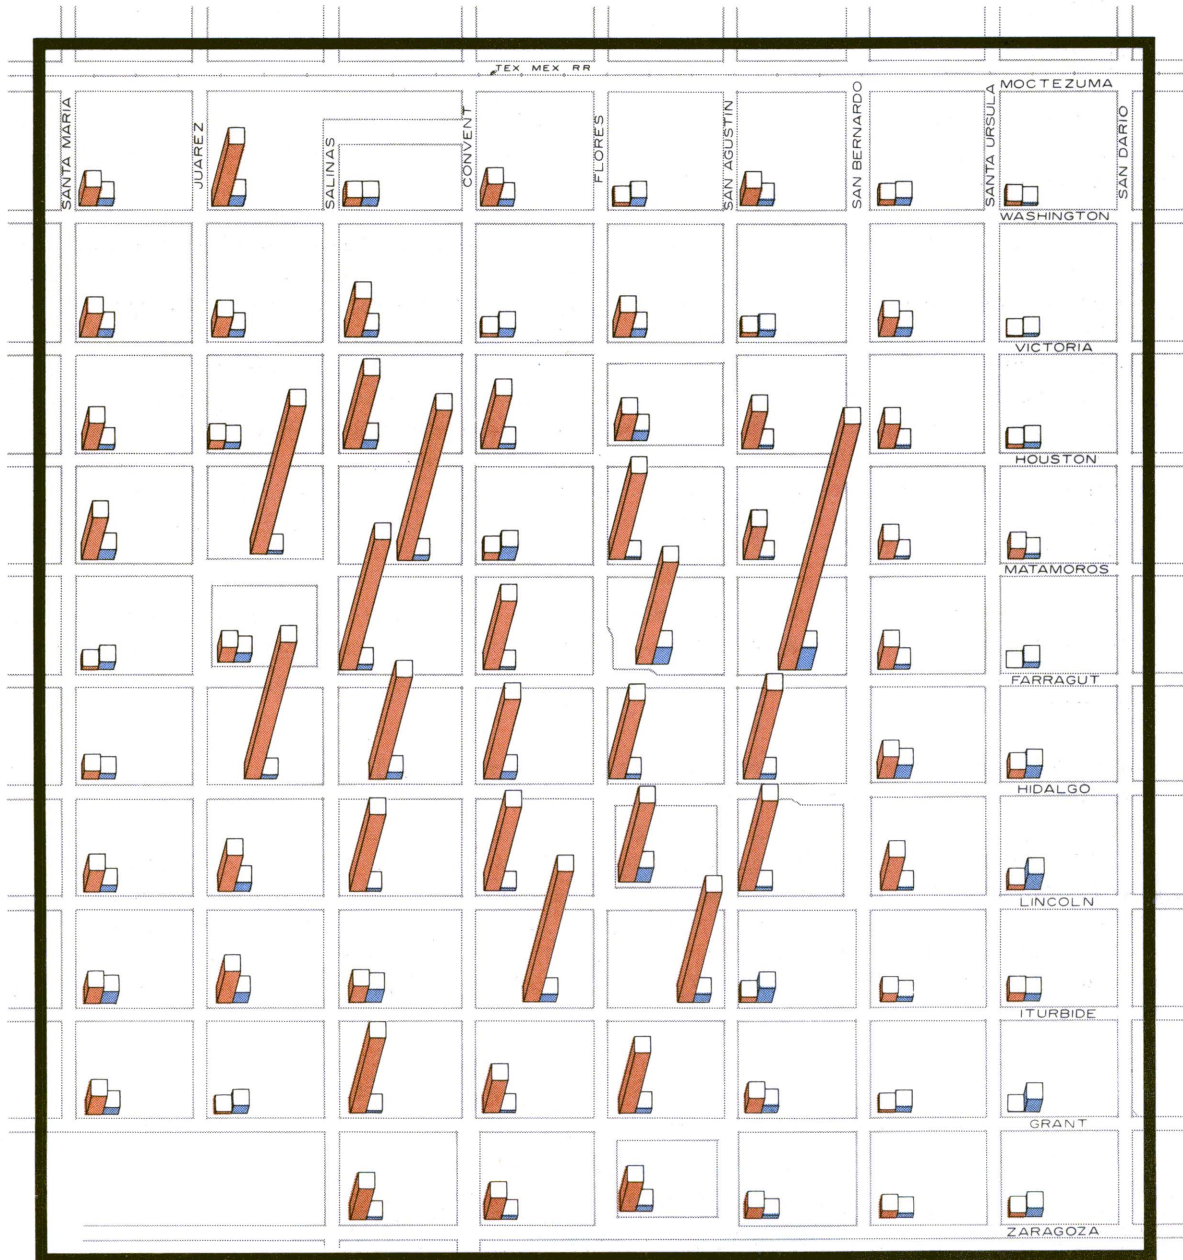 TEX MEX RR
MOCTEZUMA
SANTA MARIA
JUAREZ
SALINAS
CONVENT
FLORES
SAN AGUSTIN
SAN BERNARDO
SANTA URSULA
SAN DARIO
WASHINGTON
VICTORIA
HOUSTON
MATAMOROS
FARRAGUT
HIDALGO
LINCOLN
ITURBIDE
GRANT
ZARAGOZA